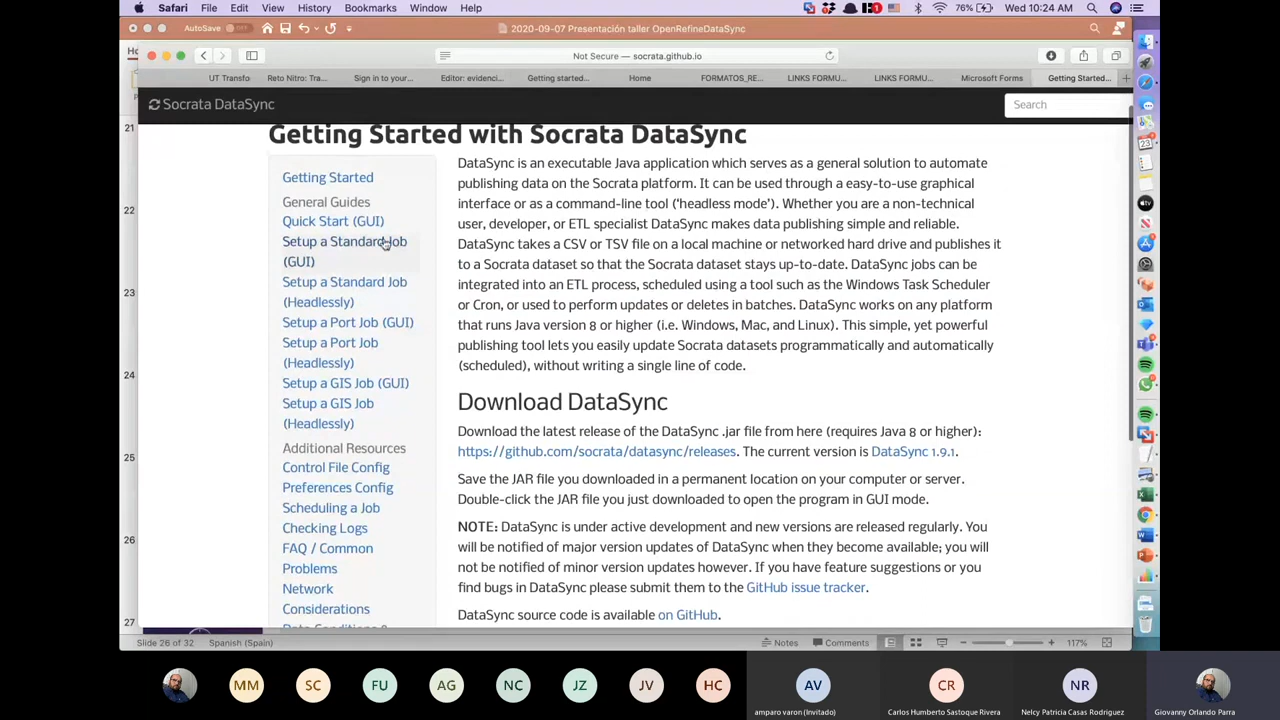 Safari File Edit View History Bookmarks Window Help 1 76% Wed 10:24 AM
AutoSave 2020-09-07 Presentación taller OpenRefineDataSync
Ho
Not Secure — socrata.github.io
UT Transfo Reto Nitro: Tra... Sign in to your... Editor: evidenci... Getting started... Home FORMATOS_RE... LINKS FORMU... LINKS FORMU... Microsoft Forms Getting Started...
Socrata DataSync Search
21
22
23
24
25
26
27
Getting Started with Socrata DataSync
Getting Started
General Guides
Quick Start (GUI)
Setup a Standard Job
(GUI)
Setup a Standard Job
(Headlessly)
Setup a Port Job (GUI)
Setup a Port Job
(Headlessly)
Setup a GIS Job (GUI)
Setup a GIS Job
(Headlessly)
Additional Resources
Control File Config
Preferences Config
Scheduling a Job
Checking Logs
FAQ / Common
Problems
Network
Considerations
DataSync is an executable Java application which serves as a general solution to automate
publishing data on the Socrata platform. It can be used through a easy-to-use graphical
interface or as a command-line tool (‘headless mode’). Whether you are a non-technical
user, developer, or ETL specialist DataSync makes data publishing simple and reliable.
DataSync takes a CSV or TSV file on a local machine or networked hard drive and publishes it
to a Socrata dataset so that the Socrata dataset stays up-to-date. DataSync jobs can be
integrated into an ETL process, scheduled using a tool such as the Windows Task Scheduler
or Cron, or used to perform updates or deletes in batches. DataSync works on any platform
that runs Java version 8 or higher (i.e. Windows, Mac, and Linux). This simple, yet powerful
publishing tool lets you easily update Socrata datasets programmatically and automatically
(scheduled), without writing a single line of code.
Download DataSync
Download the latest release of the DataSync .jar file from here (requires Java 8 or higher):
https://github.com/socrata/datasync/releases. The current version is DataSync 1.9.1.
Save the JAR file you downloaded in a permanent location on your computer or server.
Double-click the JAR file you just downloaded to open the program in GUI mode.
NOTE: DataSync is under active development and new versions are released regularly. You
will be notified of major version updates of DataSync when they become available; you will
not be notified of minor version updates however. If you have feature suggestions or you
find bugs in DataSync please submit them to the GitHub issue tracker.
DataSync source code is available on GitHub.
Slide 26 of 32 Spanish (Spain) Notes Comments 117%
MM SC FU AG NC JZ JV HC AV CR NR
amparo varon (Invitado) Carlos Humberto Sastoque Rivera Nelcy Patricia Casas Rodriguez Giovanny Orlando Parra